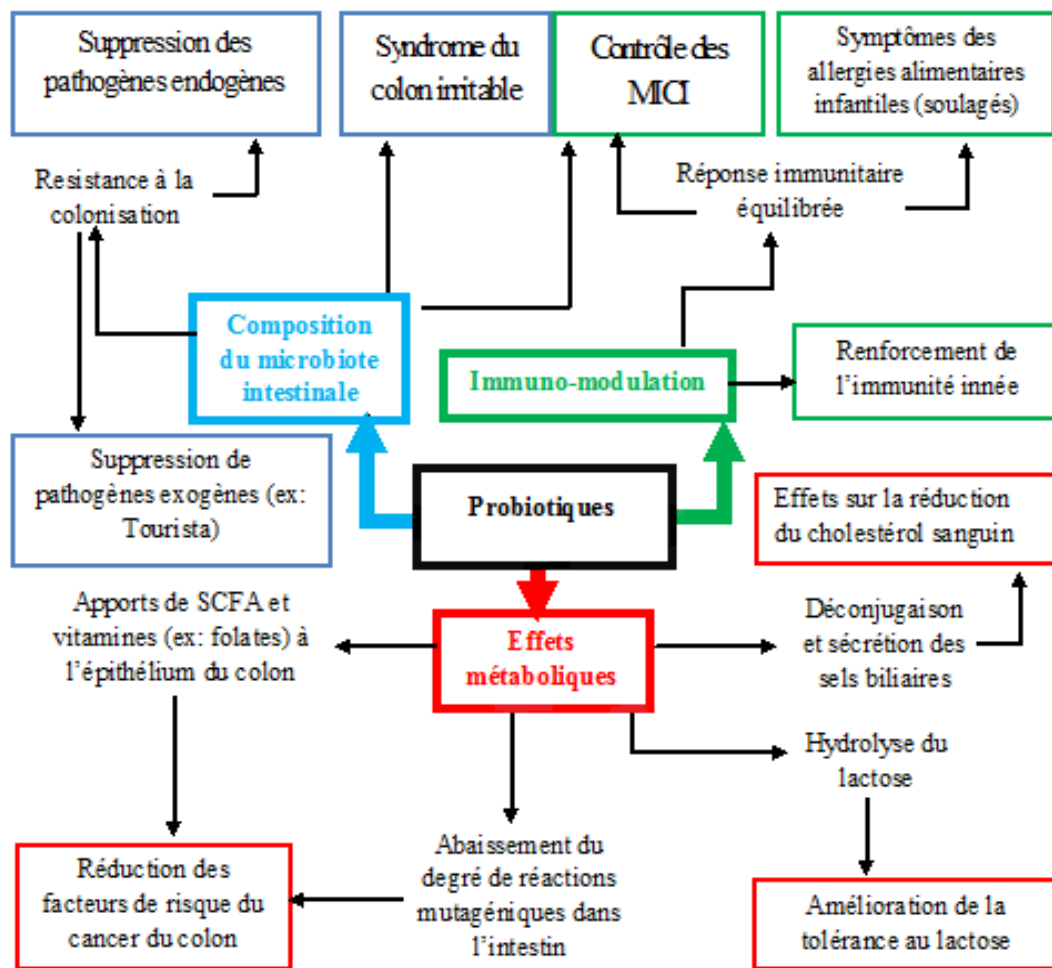 Suppression des
pathogènes endogènes
Syndrome du
colon irritable
Contrôle des
MICI
Symptômes des
allergies alimentaires
infantiles (soulagés)
Resistance à la
colonisation
Réponse immunitaire
équilibrée
Composition
du microbiote
intestinale
Immuno-modulation
Renforcement de
l'immunité innée
Suppression de
pathogènes exogènes (ex:
Tourista)
Probiotiques
Effets sur la réduction
du cholestérol sanguin
Apports de SCFA et
vitamines (ex: folates) à
l'épithélium du colon
Effets
métaboliques
Déconjugaison
et sécrétion des
sels biliaires
Hydrolyse du
lactose
Réduction des
facteurs de risque du
cancer du colon
Abaissement du
degré de réactions
mutagéniques dans
l'intestin
Amélioration de la
tolérance au lactose